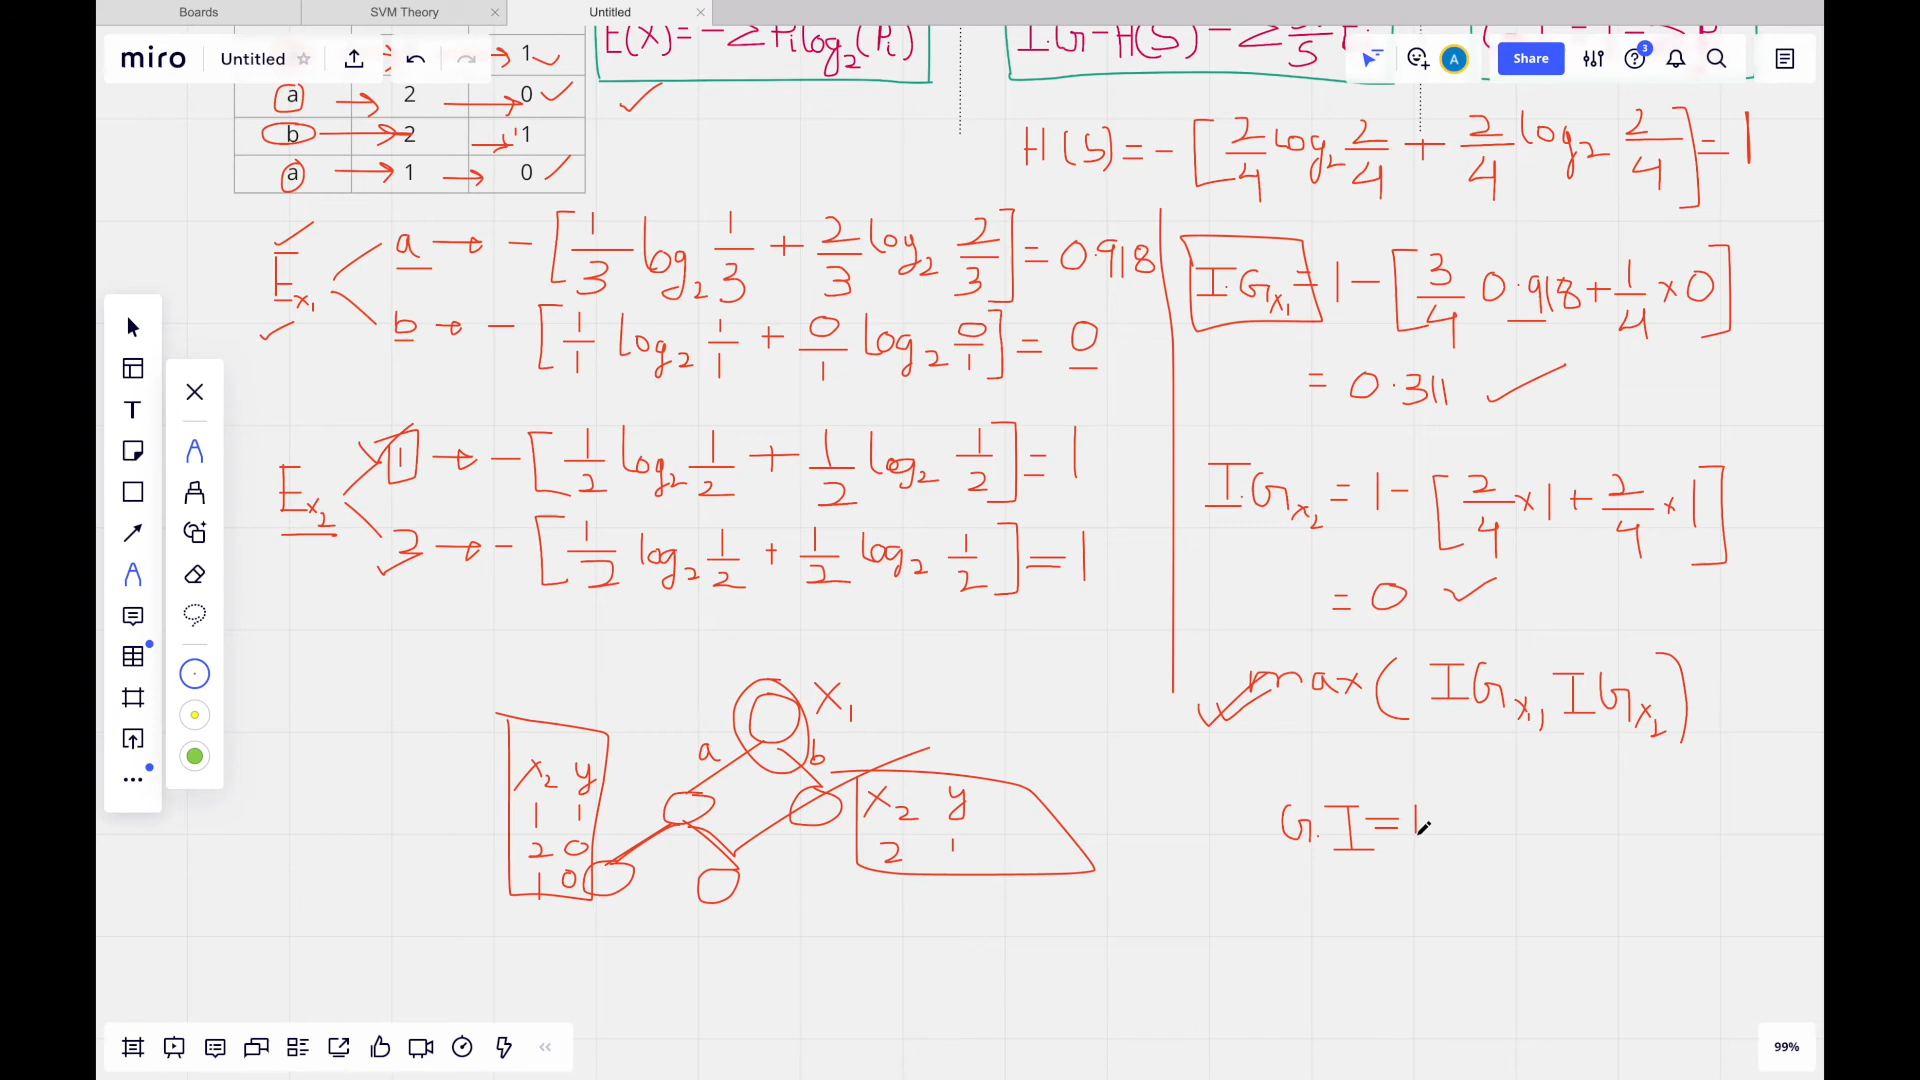 Boards SVM Theory Untitled
miro Untitled Share A 3
E(X)=-ΣPilog₂(Pi)
1
a 2 0
b 2 1
a 1 0
H(S)=-[2/4 log₂ 2/4 + 2/4 log₂ 2/4]=1
Ex₁
a → -[1/3 log₂ 1/3 + 2/3 log₂ 2/3] = 0.918
b → -[1/1 log₂ 1/1 + 0/1 log₂ 0/1] = 0
I.Gx₁ = 1-[3/4 0.918+1/4 x 0]
= 0.311
Ex₂
1 → -[1/2 log₂ 1/2 + 1/2 log₂ 1/2] = 1
2 → -[1/2 log₂ 1/2 + 1/2 log₂ 1/2] = 1
I.Gx₂ = 1-[2/4 x 1 + 2/4 x 1]
= 0
max(IGx₁, IGx₂)
X₁
a b
x₂ y
1 1
2 0
1 0
x₂ y
2 1
G.I=1
99%